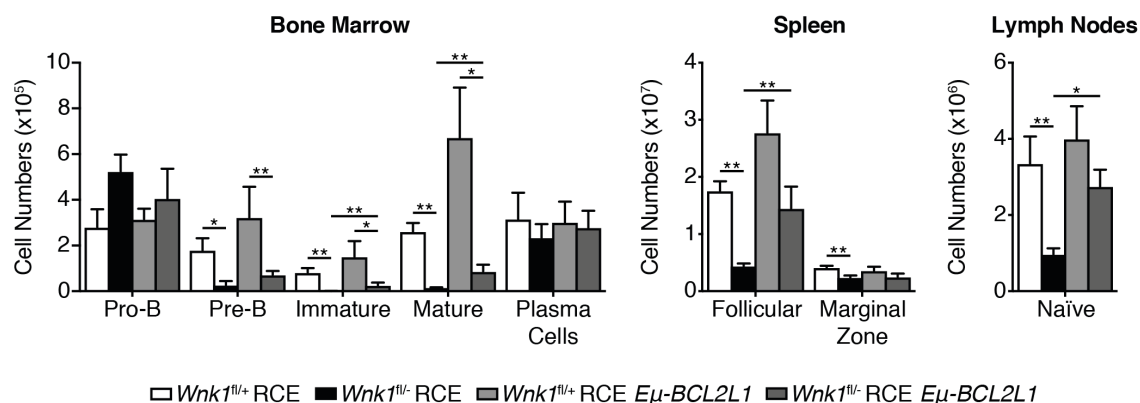 Bone Marrow
Spleen
Lymph Nodes
Cell Numbers (x10⁵)
10
8
6
4
2
0
*
**
**
**
*
**
**
*
Pro-B
Pre-B
Immature
Mature
Plasma
Cells
Cell Numbers (x10⁷)
4
3
2
1
0
**
**
**
Follicular
Marginal
Zone
Cell Numbers (x10⁶)
6
4
2
0
**
*
Naïve
Wnk1fl/+ RCE Wnk1fl/- RCE Wnk1fl/+ RCE Eµ-BCL2L1 Wnk1fl/- RCE Eµ-BCL2L1